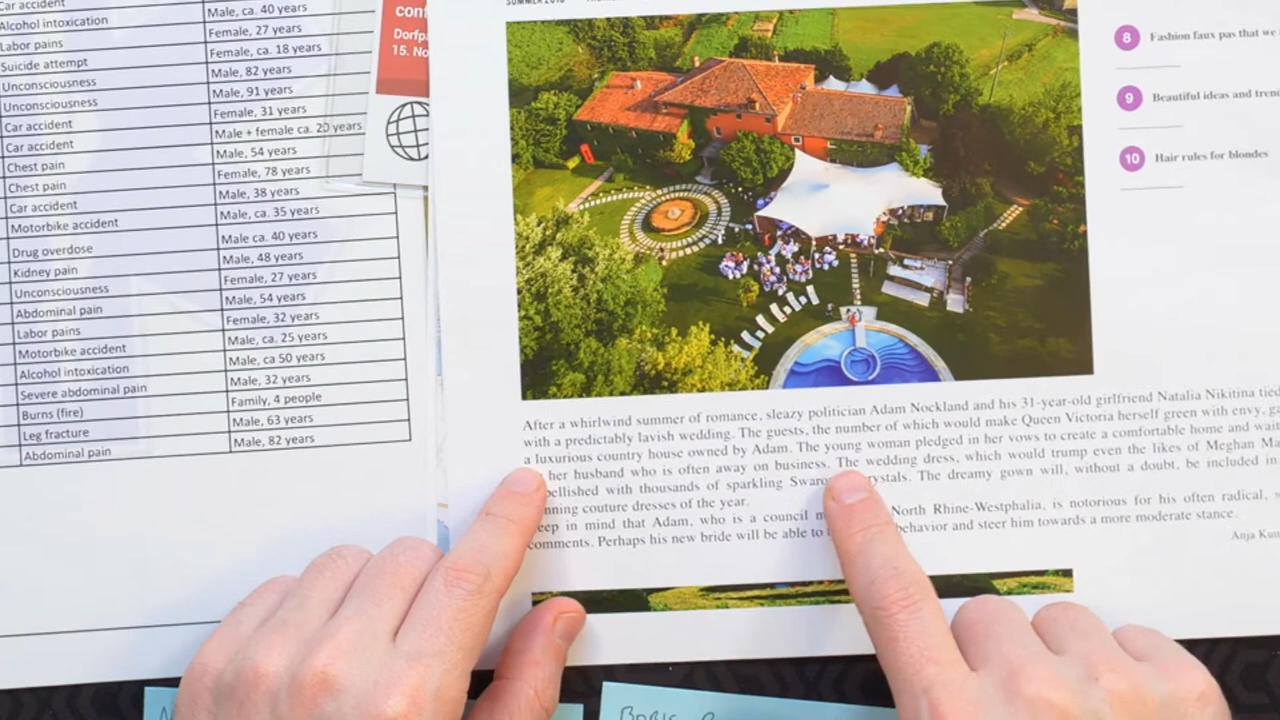 Car accident Male, ca. 40 years
Alcohol intoxication Female, 27 years
Labor pains Female, ca. 18 years
Suicide attempt Male, 82 years
Unconsciousness Male, 91 years
Unconsciousness Female, 31 years
Car accident Male + female ca. 20 years
Car accident Male, 54 years
Chest pain Female, 78 years
Chest pain Male, 38 years
Car accident Male, ca. 35 years
Motorbike accident Male ca. 40 years
Drug overdose Male, 48 years
Kidney pain Female, 27 years
Unconsciousness Male, 54 years
Abdominal pain Female, 32 years
Labor pains Male, ca. 25 years
Motorbike accident Male, ca 50 years
Alcohol intoxication Male, 32 years
Severe abdominal pain Family, 4 people
Burns (fire) Male, 63 years
Leg fracture Male, 82 years
Abdominal pain
Dorfp
15. No
8 Fashion faux pas that we
9 Beautiful ideas and tren
10 Hair rules for blondes
After a whirlwind summer of romance, sleazy politician Adam Nockland and his 31-year-old girlfriend Natalia Nikitina tied
with a predictably lavish wedding. The guests, the number of which would make Queen Victoria herself green with envy, g
a luxurious country house owned by Adam. The young woman pledged in her vows to create a comfortable home and wait
her husband who is often away on business. The wedding dress, which would trump even the likes of Meghan Ma
bellished with thousands of sparkling Swaro rystals. The dreamy gown will, without a doubt, be included in
nning couture dresses of the year.
eep in mind that Adam, who is a council m North Rhine-Westphalia, is notorious for his often radical,
comments. Perhaps his new bride will be able to behavior and steer him towards a more moderate stance.
Anja Ku
BORIS